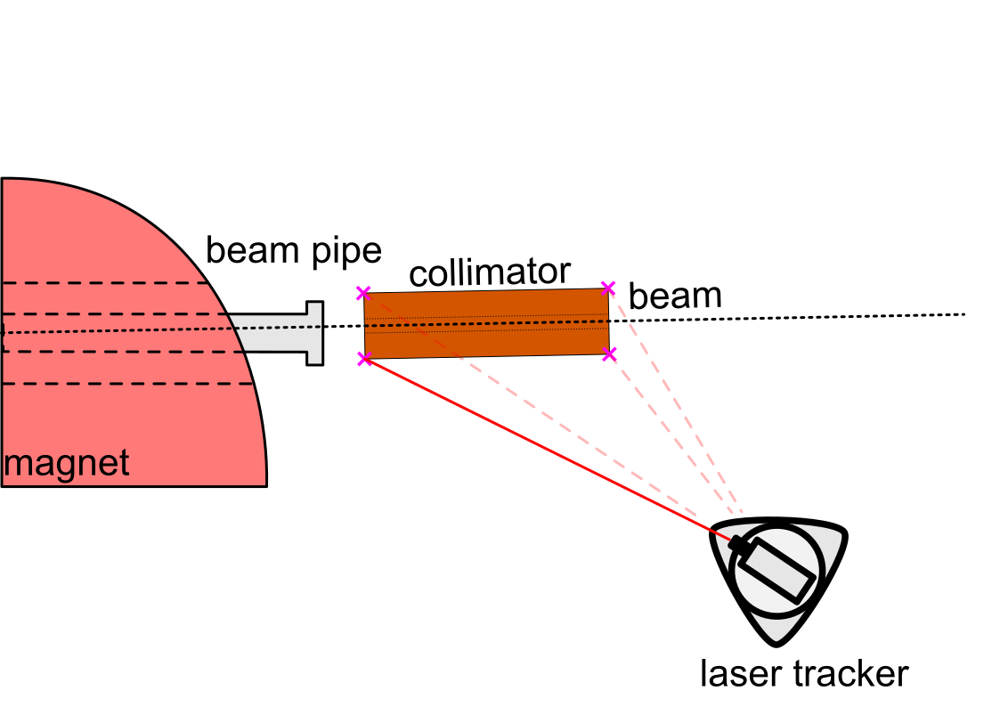 beam pipe
collimator
beam
magnet
laser tracker